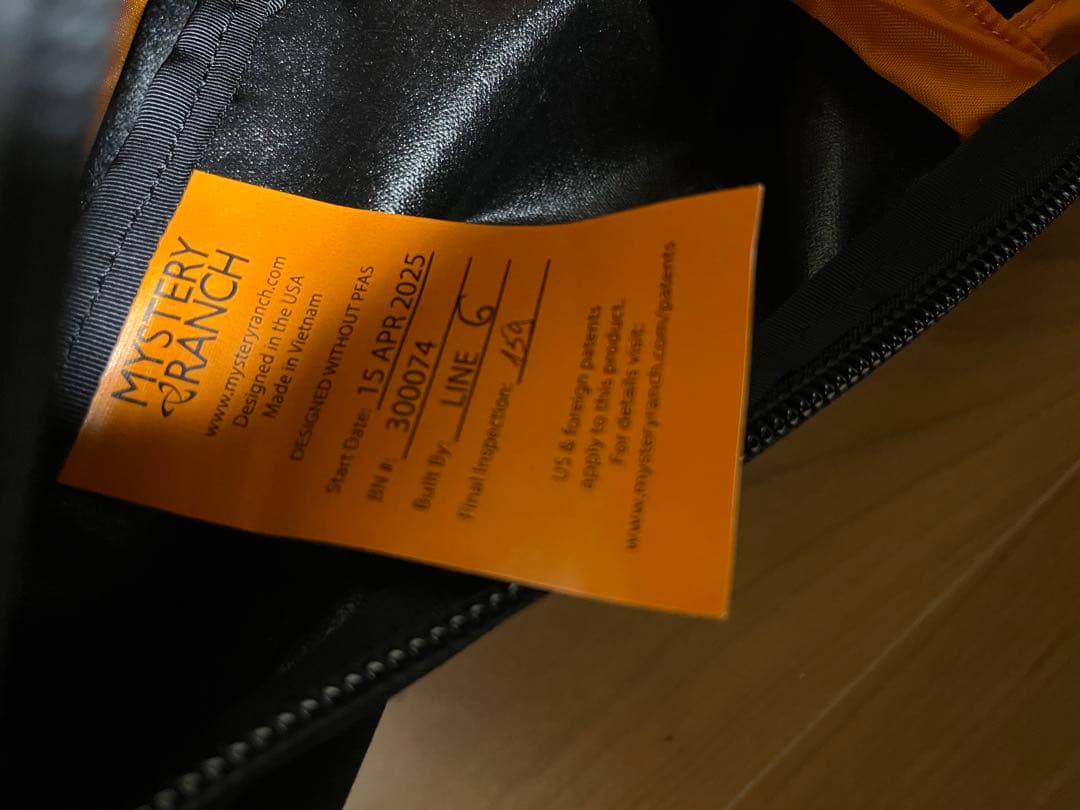 MYSTERY
RANCH
www.mysteryranch.com
Designed in the USA
Made in Vietnam
DESIGNED WITHOUT PFAS
Start Date: 15 APR 2025
BN #: 300074
Built By: LINE 6
Final Inspection: 159
US & foreign patents
apply to this product.
For details visit:
www.mysteryranch.com/patents